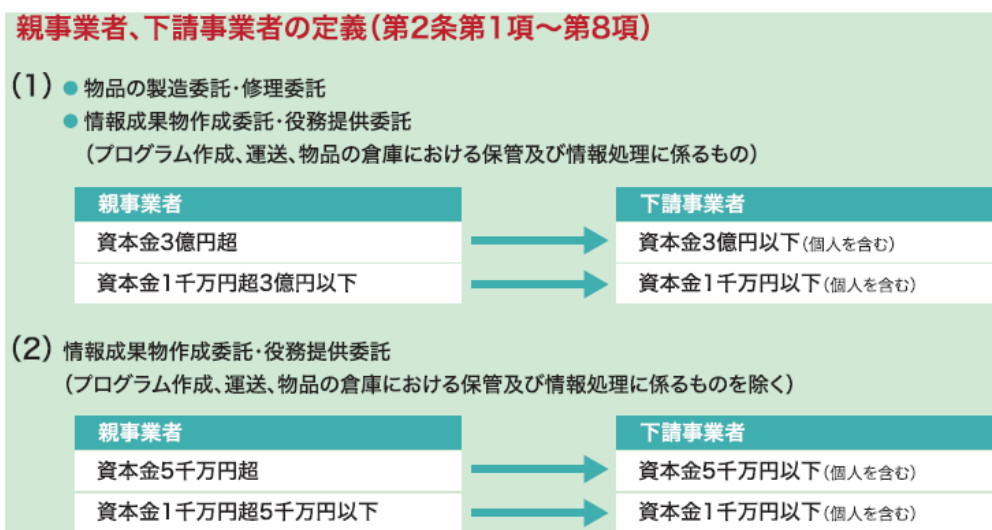 親事業者、下請事業者の定義(第2条第1項～第8項)
(1) ● 物品の製造委託・修理委託
● 情報成果物作成委託・役務提供委託
(プログラム作成、運送、物品の倉庫における保管及び情報処理に係るもの)
親事業者 下請事業者
資本金3億円超 資本金3億円以下(個人を含む)
資本金1千万円超3億円以下 資本金1千万円以下(個人を含む)
(2) 情報成果物作成委託・役務提供委託
(プログラム作成、運送、物品の倉庫における保管及び情報処理に係るものを除く)
親事業者 下請事業者
資本金5千万円超 資本金5千万円以下(個人を含む)
資本金1千万円超5千万円以下 資本金1千万円以下(個人を含む)